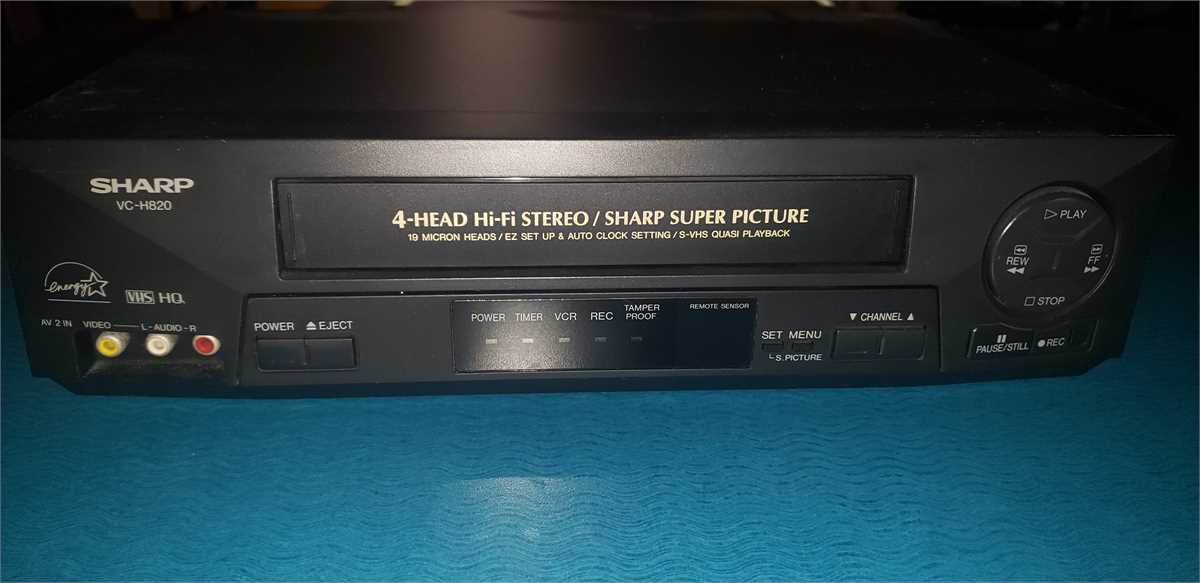 SHARP
VC-H820
4-HEAD Hi-Fi STEREO / SHARP SUPER PICTURE
19 MICRON HEADS / EZ SET UP & AUTO CLOCK SETTING / S-VHS QUASI PLAYBACK
▷ PLAY
REW
◀◀
FF
▶▶
□ STOP
energy
VHS HQ
AV 2 IN VIDEO L-AUDIO-R
POWER ⏏EJECT
POWER TIMER VCR REC TAMPER PROOF
REMOTE SENSOR
SET MENU
└ S.PICTURE
▼ CHANNEL ▲
PAUSE/STILL
●REC